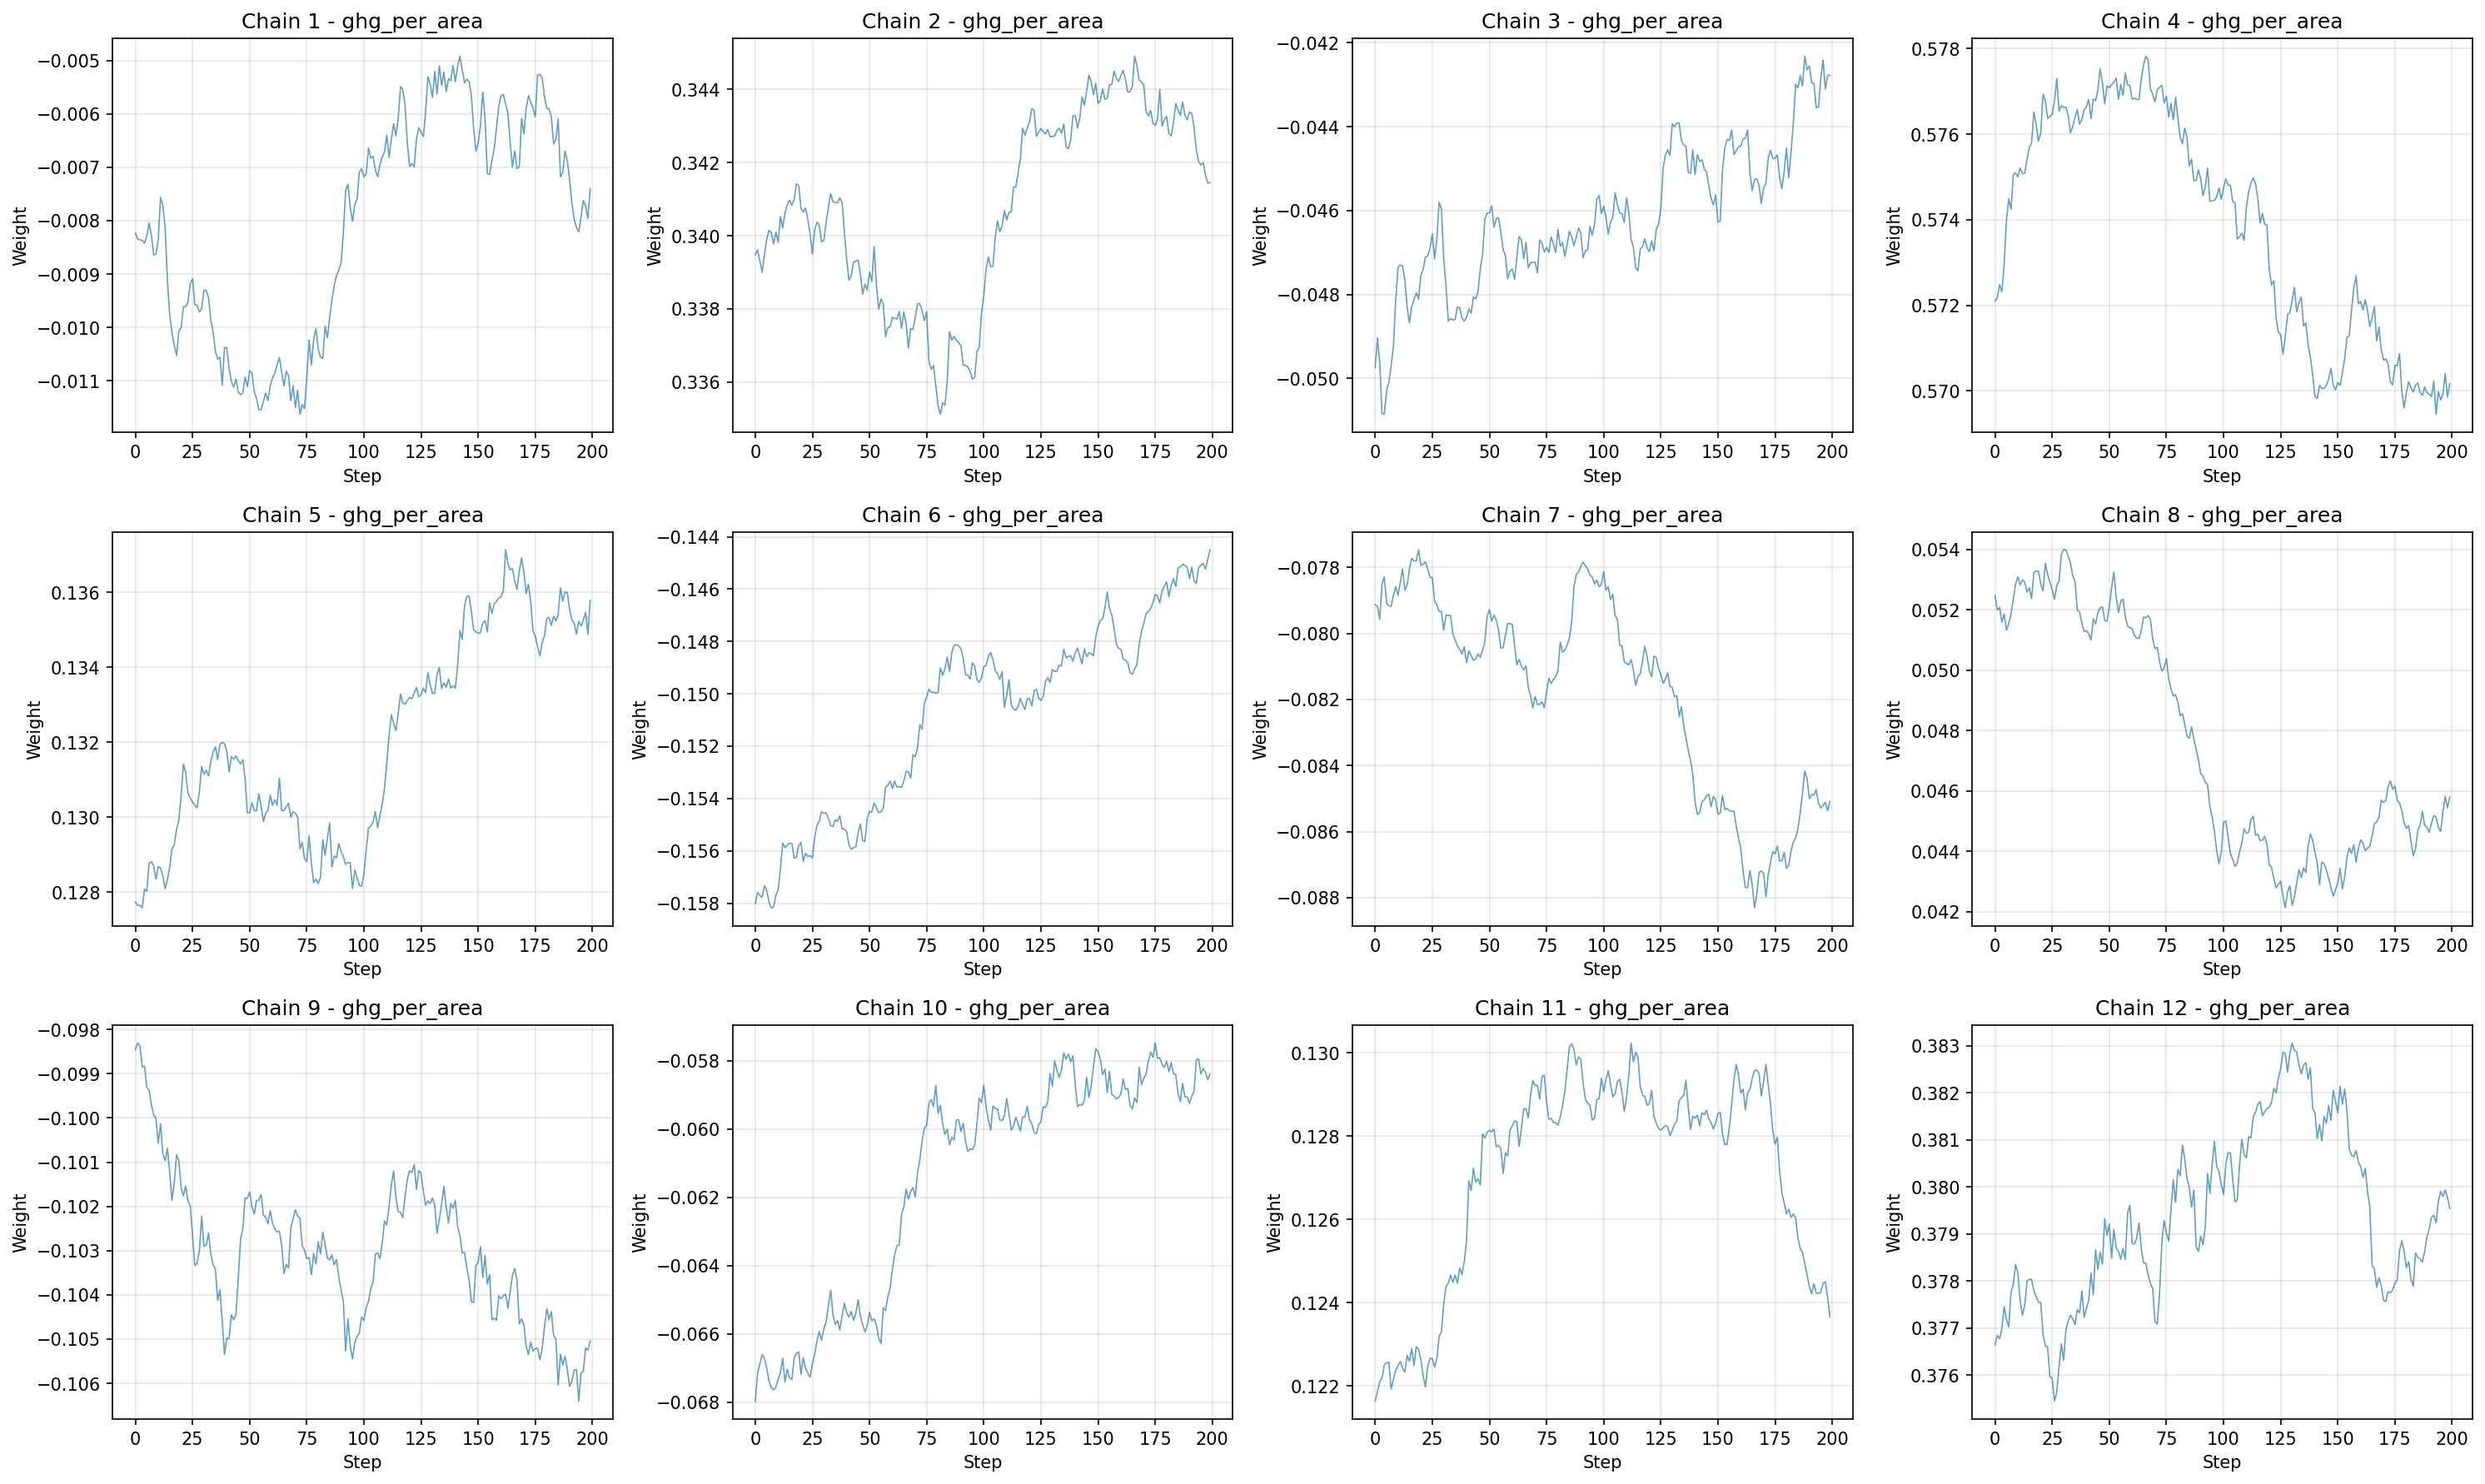 Chain 1 - ghg_per_area
Weight
−0.005
−0.006
−0.007
−0.008
−0.009
−0.010
−0.011
0 25 50 75 100 125 150 175 200
Step
Chain 2 - ghg_per_area
Weight
0.344
0.342
0.340
0.338
0.336
0 25 50 75 100 125 150 175 200
Step
Chain 3 - ghg_per_area
Weight
−0.042
−0.044
−0.046
−0.048
−0.050
0 25 50 75 100 125 150 175 200
Step
Chain 4 - ghg_per_area
Weight
0.578
0.576
0.574
0.572
0.570
0 25 50 75 100 125 150 175 200
Step
Chain 5 - ghg_per_area
Weight
0.136
0.134
0.132
0.130
0.128
0 25 50 75 100 125 150 175 200
Step
Chain 6 - ghg_per_area
Weight
−0.144
−0.146
−0.148
−0.150
−0.152
−0.154
−0.156
−0.158
0 25 50 75 100 125 150 175 200
Step
Chain 7 - ghg_per_area
Weight
−0.078
−0.080
−0.082
−0.084
−0.086
−0.088
0 25 50 75 100 125 150 175 200
Step
Chain 8 - ghg_per_area
Weight
0.054
0.052
0.050
0.048
0.046
0.044
0.042
0 25 50 75 100 125 150 175 200
Step
Chain 9 - ghg_per_area
Weight
−0.098
−0.099
−0.100
−0.101
−0.102
−0.103
−0.104
−0.105
−0.106
0 25 50 75 100 125 150 175 200
Step
Chain 10 - ghg_per_area
Weight
−0.058
−0.060
−0.062
−0.064
−0.066
−0.068
0 25 50 75 100 125 150 175 200
Step
Chain 11 - ghg_per_area
Weight
0.130
0.128
0.126
0.124
0.122
0 25 50 75 100 125 150 175 200
Step
Chain 12 - ghg_per_area
Weight
0.383
0.382
0.381
0.380
0.379
0.378
0.377
0.376
0 25 50 75 100 125 150 175 200
Step